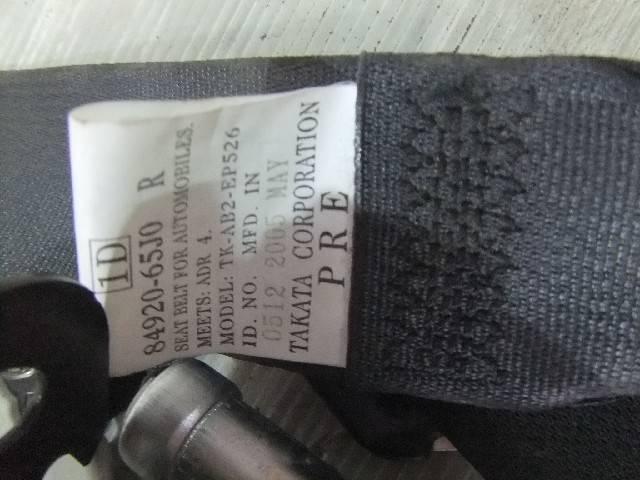 1D
84920-65J0 R
SEAT BELT FOR AUTOMOBILES.
MEETS: ADR 4.
MODEL: TK-AB2-EP526
ID. NO. MFD. IN
0512 2005 MAY
TAKATA CORPORATION
PRE